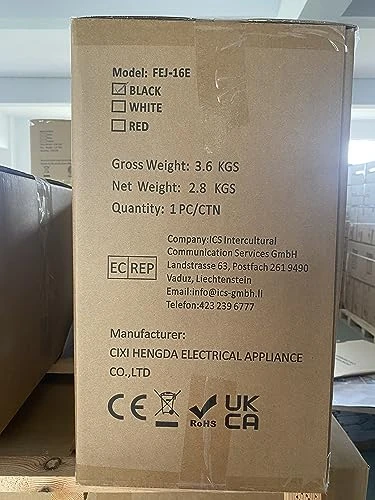 Model: FEJ-16E
BLACK
WHITE
RED
Gross Weight: 3.6 KGS
Net Weight: 2.8 KGS
Quantity: 1 PC/CTN
EC REP
Company:ICS Intercultural
Communication Services GmbH
Landstrasse 63, Postfach 261 9490
Vaduz, Liechtenstein
Email:info@ics-gmbh.li
Telefon:423 239 6777
Manufacturer:
CIXI HENGDA ELECTRICAL APPLIANCE
CO.,LTD
CE
RoHS
UK
CA